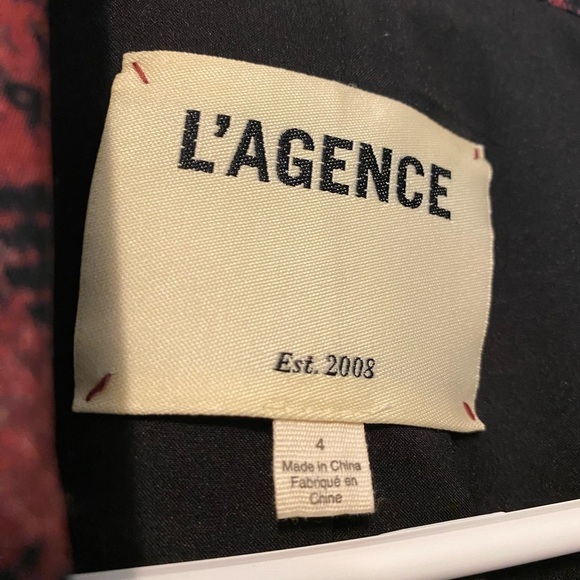 L'AGENCE
Est. 2008
4
Made in China
Fabriqué en
Chine